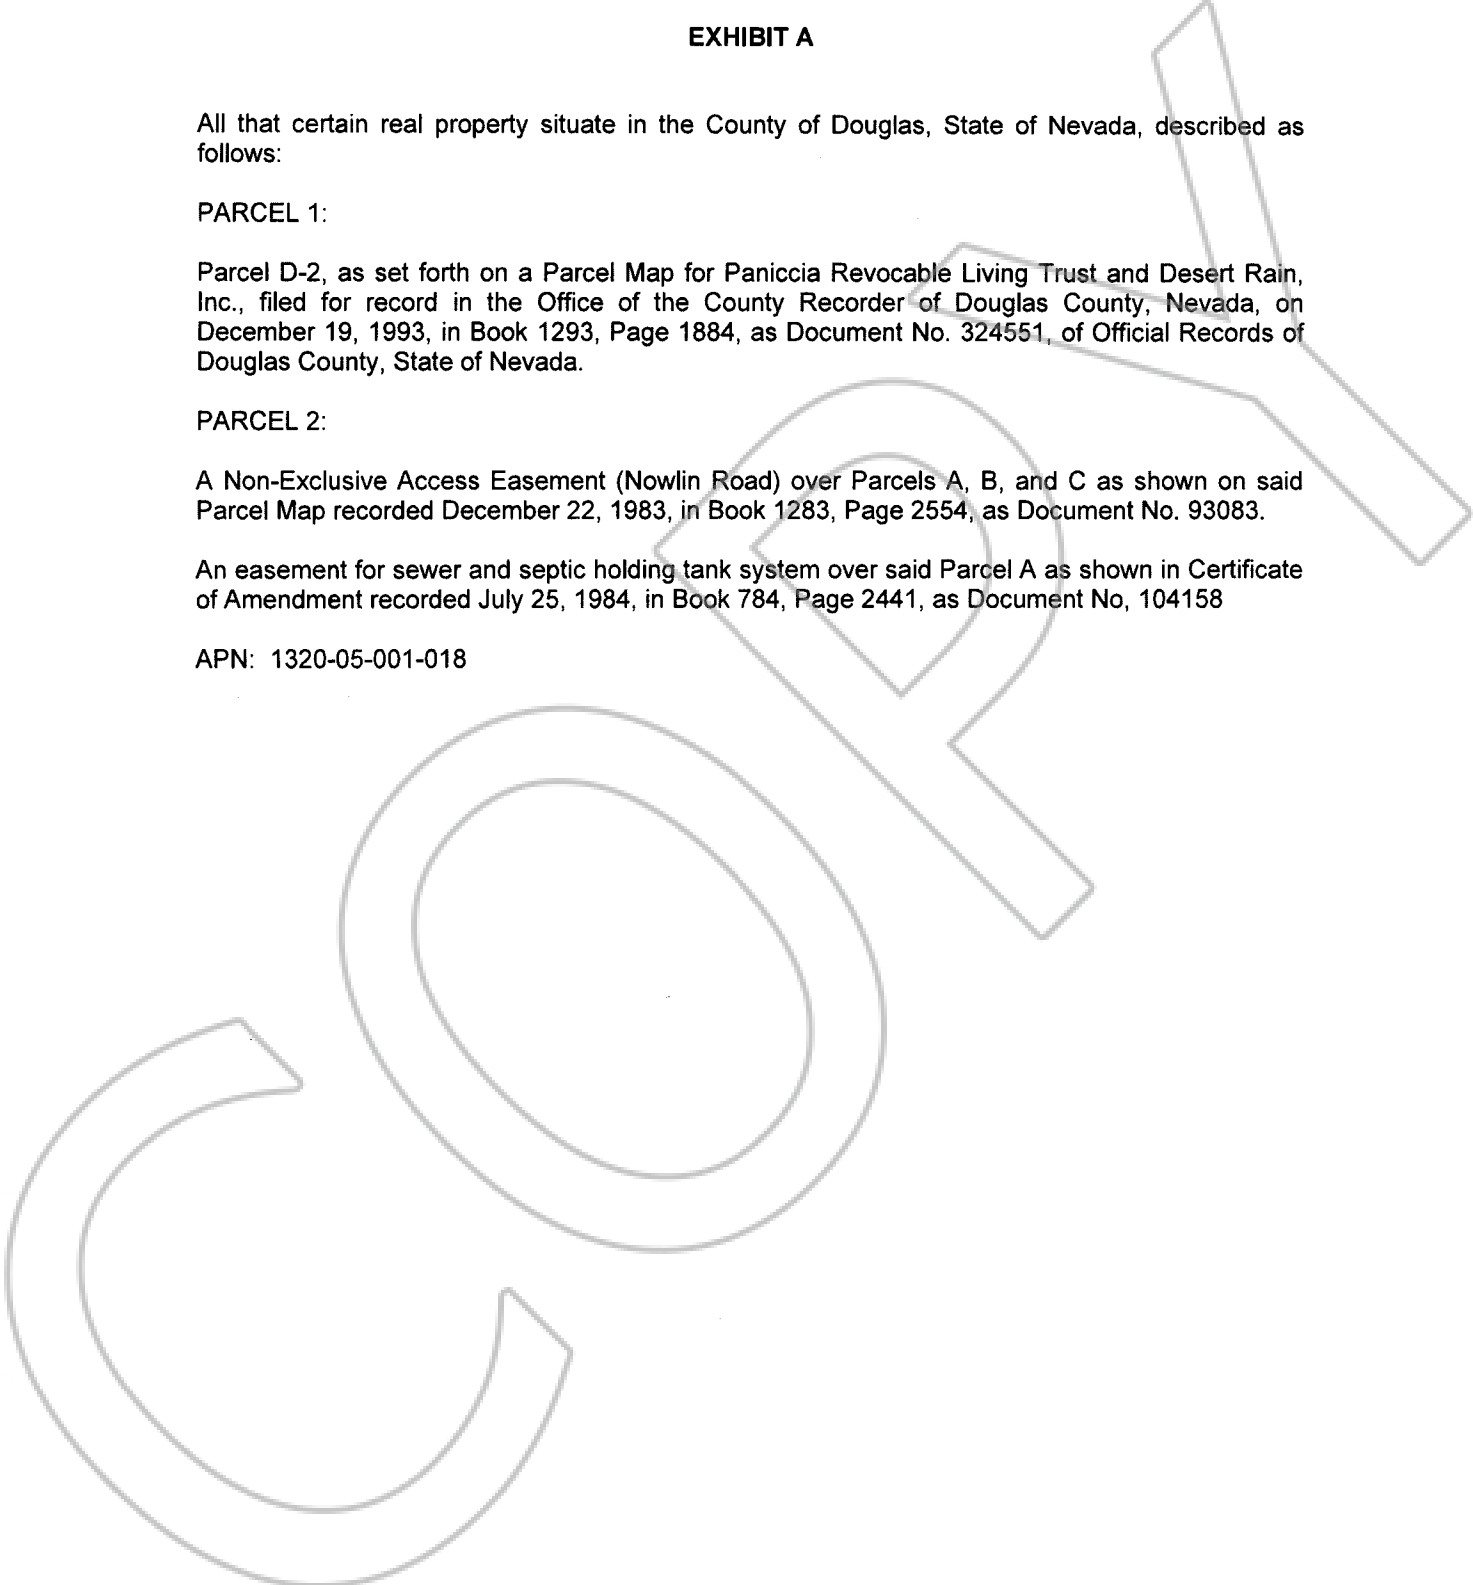 EXHIBIT A
All that certain real property situate in the County of Douglas, State of Nevada, described as
follows:
PARCEL 1:
Parcel D-2, as set forth on a Parcel Map for Paniccia Revocable Living Trust and Desert Rain,
Inc., filed for record in the Office of the County Recorder of Douglas County, Nevada, on
December 19, 1993, in Book 1293, Page 1884, as Document No. 324551, of Official Records of
Douglas County, State of Nevada.
PARCEL 2:
A Non-Exclusive Access Easement (Nowlin Road) over Parcels A, B, and C as shown on said
Parcel Map recorded December 22, 1983, in Book 1283, Page 2554, as Document No. 93083.
An easement for sewer and septic holding tank system over said Parcel A as shown in Certificate
of Amendment recorded July 25, 1984, in Book 784, Page 2441, as Document No, 104158
APN: 1320-05-001-018
COPY